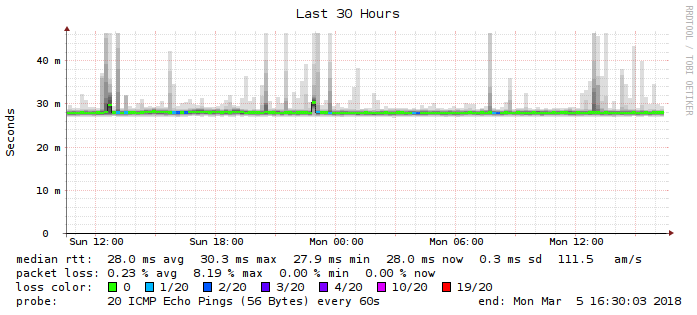 Last 30 Hours
RRDTOOL / TOBI OETIKER
Seconds
40 m
30 m
20 m
10 m
0
Sun 12:00 Sun 18:00 Mon 00:00 Mon 06:00 Mon 12:00
median rtt: 28.0 ms avg 30.3 ms max 27.9 ms min 28.0 ms now 0.3 ms sd 111.5 am/s
packet loss: 0.23 % avg 8.19 % max 0.00 % min 0.00 % now
loss color: 0 1/20 2/20 3/20 4/20 10/20 19/20
probe: 20 ICMP Echo Pings (56 Bytes) every 60s end: Mon Mar 5 16:30:03 2018